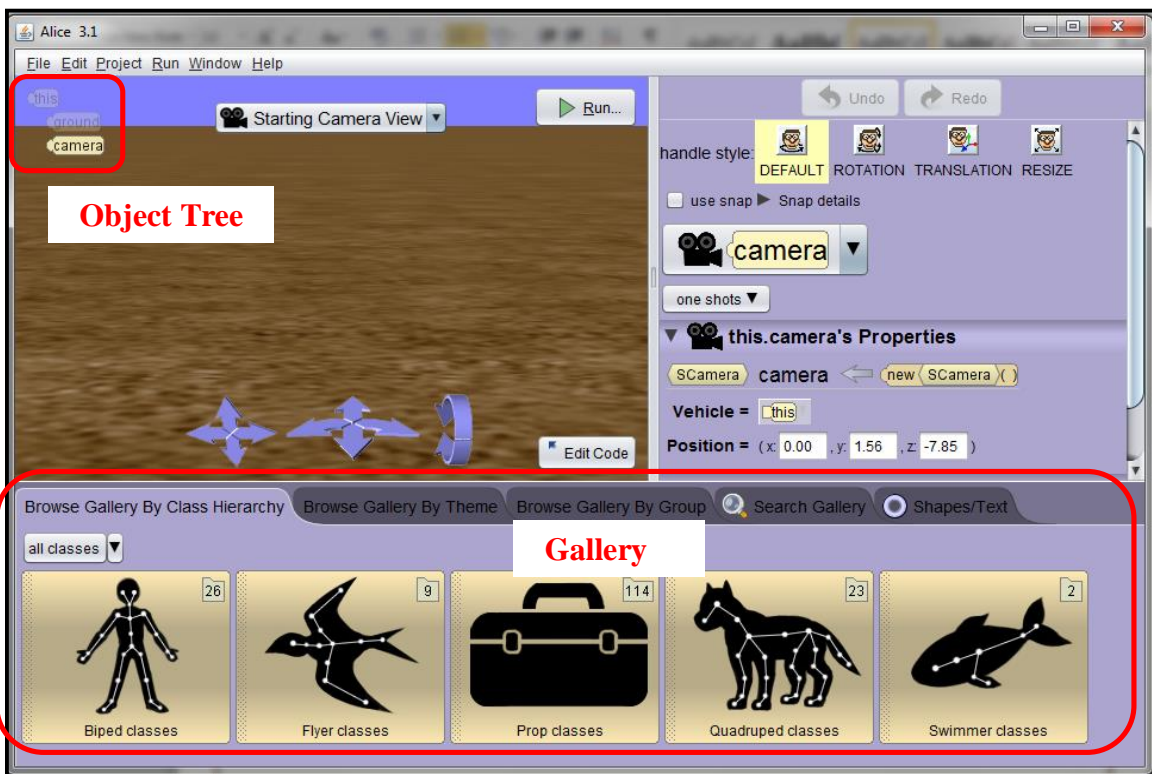 Alice 3.1
File Edit Project Run Window Help
this
ground
camera
Starting Camera View
Run...
Object Tree
Edit Code
Undo Redo
handle style:
DEFAULT ROTATION TRANSLATION RESIZE
use snap Snap details
camera
one shots
this.camera's Properties
SCamera camera new SCamera ( )
Vehicle = this
Position = ( x: 0.00 , y: 1.56 , z: -7.85 )
Browse Gallery By Class Hierarchy Browse Gallery By Theme Browse Gallery By Group Search Gallery Shapes/Text
all classes
Gallery
26 9 114 23 2
Biped classes Flyer classes Prop classes Quadruped classes Swimmer classes